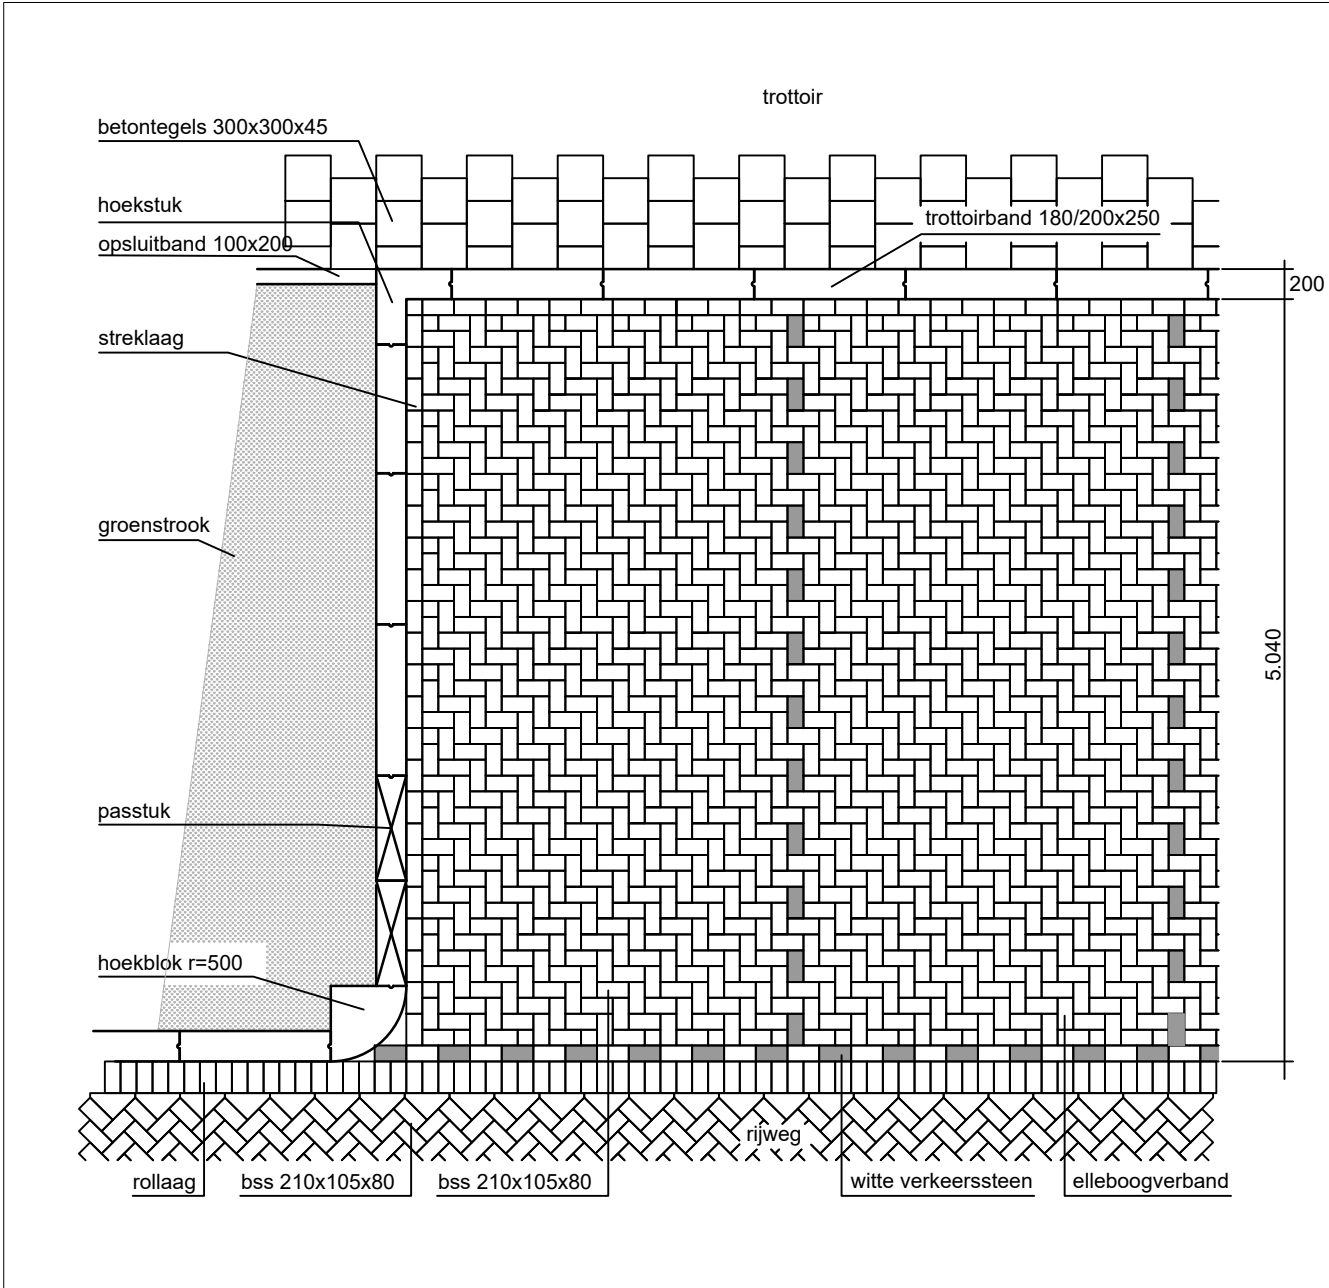 trottoir
betontegels 300x300x45
hoekstuk
trottoirband 180/200x250
opsluitband 100x200
200
streklaag
groenstrook
5.040
passtuk
hoekblok r=500
rijweg
rollaag
bss 210x105x80
bss 210x105x80
witte verkeerssteen
elleboogverband